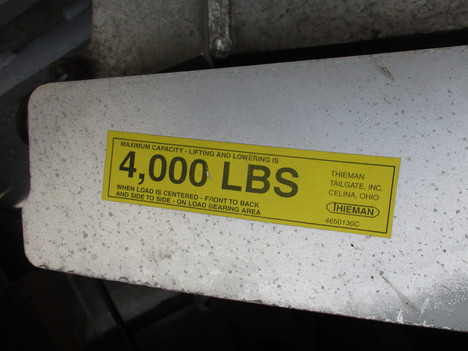 MAXIMUM CAPACITY - LIFTING AND LOWERING IS
4,000 LBS
WHEN LOAD IS CENTERED - FRONT TO BACK
AND SIDE TO SIDE - ON LOAD BEARING AREA
THIEMAN
TAILGATE, INC.
CELINA, OHIO
THIEMAN
4650130C